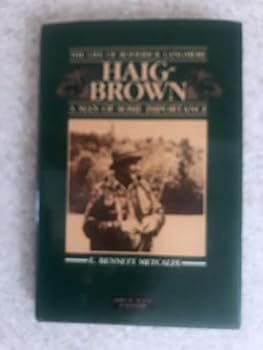 THE LIFE OF RODERICK LANGMERE
HAIG-
BROWN
A MAN OF SOME IMPORTANCE
E. BENNETT METCALFE